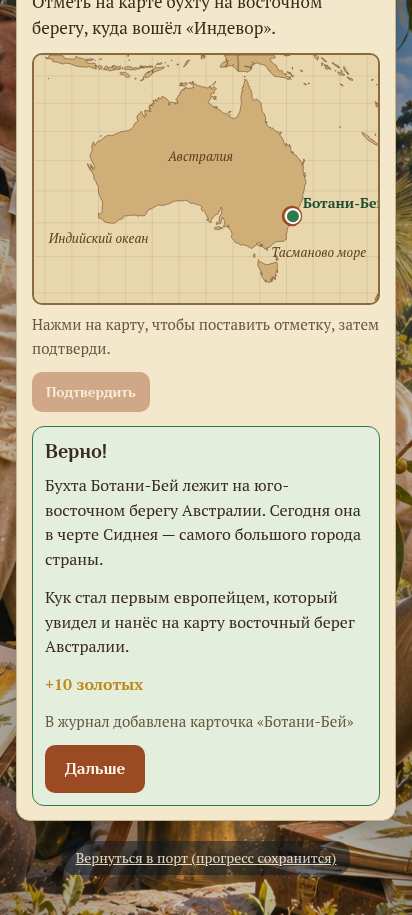 Отметь на карте бухту на восточном
берегу, куда вошёл «Индевор».
Австралия
Ботани-Бе
Индийский океан
Тасманово море
Нажми на карту, чтобы поставить отметку, затем
подтверди.
Подтвердить
Верно!
Бухта Ботани-Бей лежит на юго-
восточном берегу Австралии. Сегодня она
в черте Сиднея — самого большого города
страны.
Кук стал первым европейцем, который
увидел и нанёс на карту восточный берег
Австралии.
+10 золотых
В журнал добавлена карточка «Ботани-Бей»
Дальше
Вернуться в порт (прогресс сохранится)